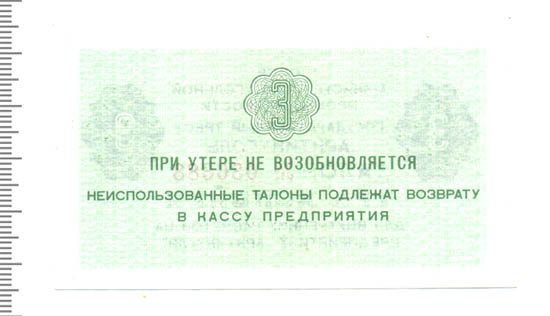 3
ПРИ УТЕРЕ НЕ ВОЗОБНОВЛЯЕТСЯ
НЕИСПОЛЬЗОВАННЫЕ ТАЛОНЫ ПОДЛЕЖАТ ВОЗВРАТУ
В КАССУ ПРЕДПРИЯТИЯ